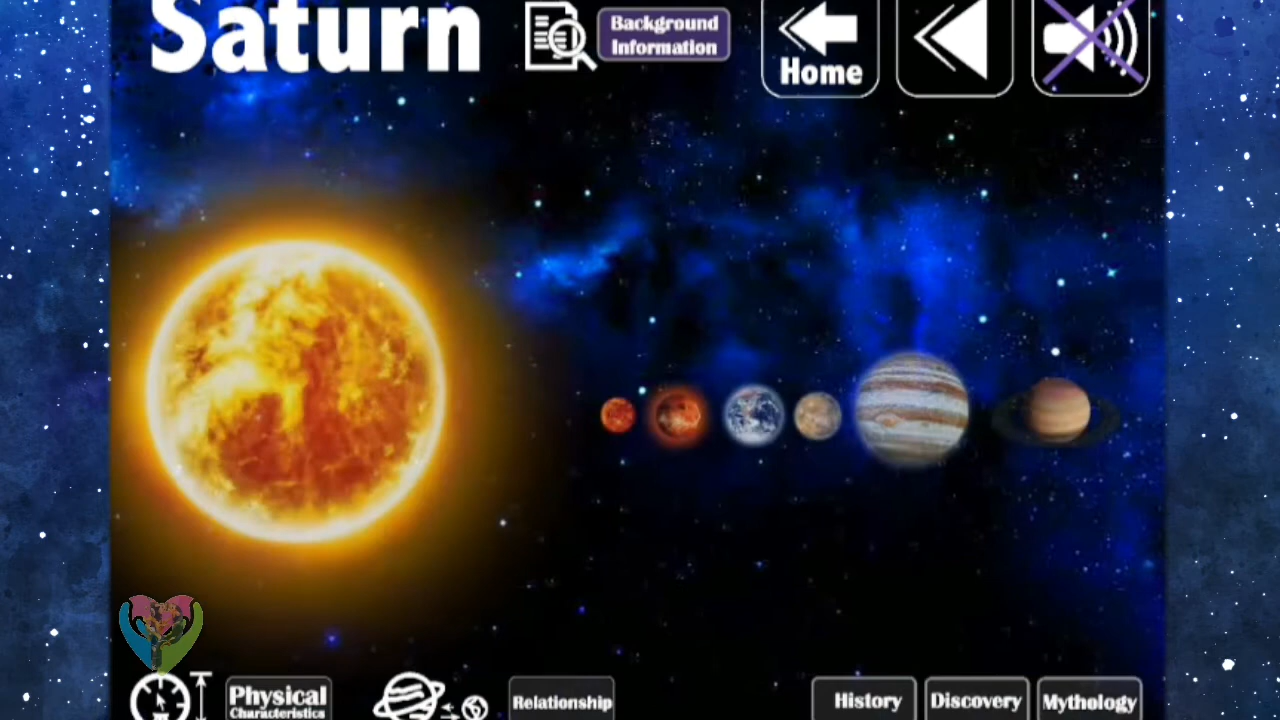 Saturn
Background
Information
Home
Physical
Characteristics
Relationship
History
Discovery
Mythology